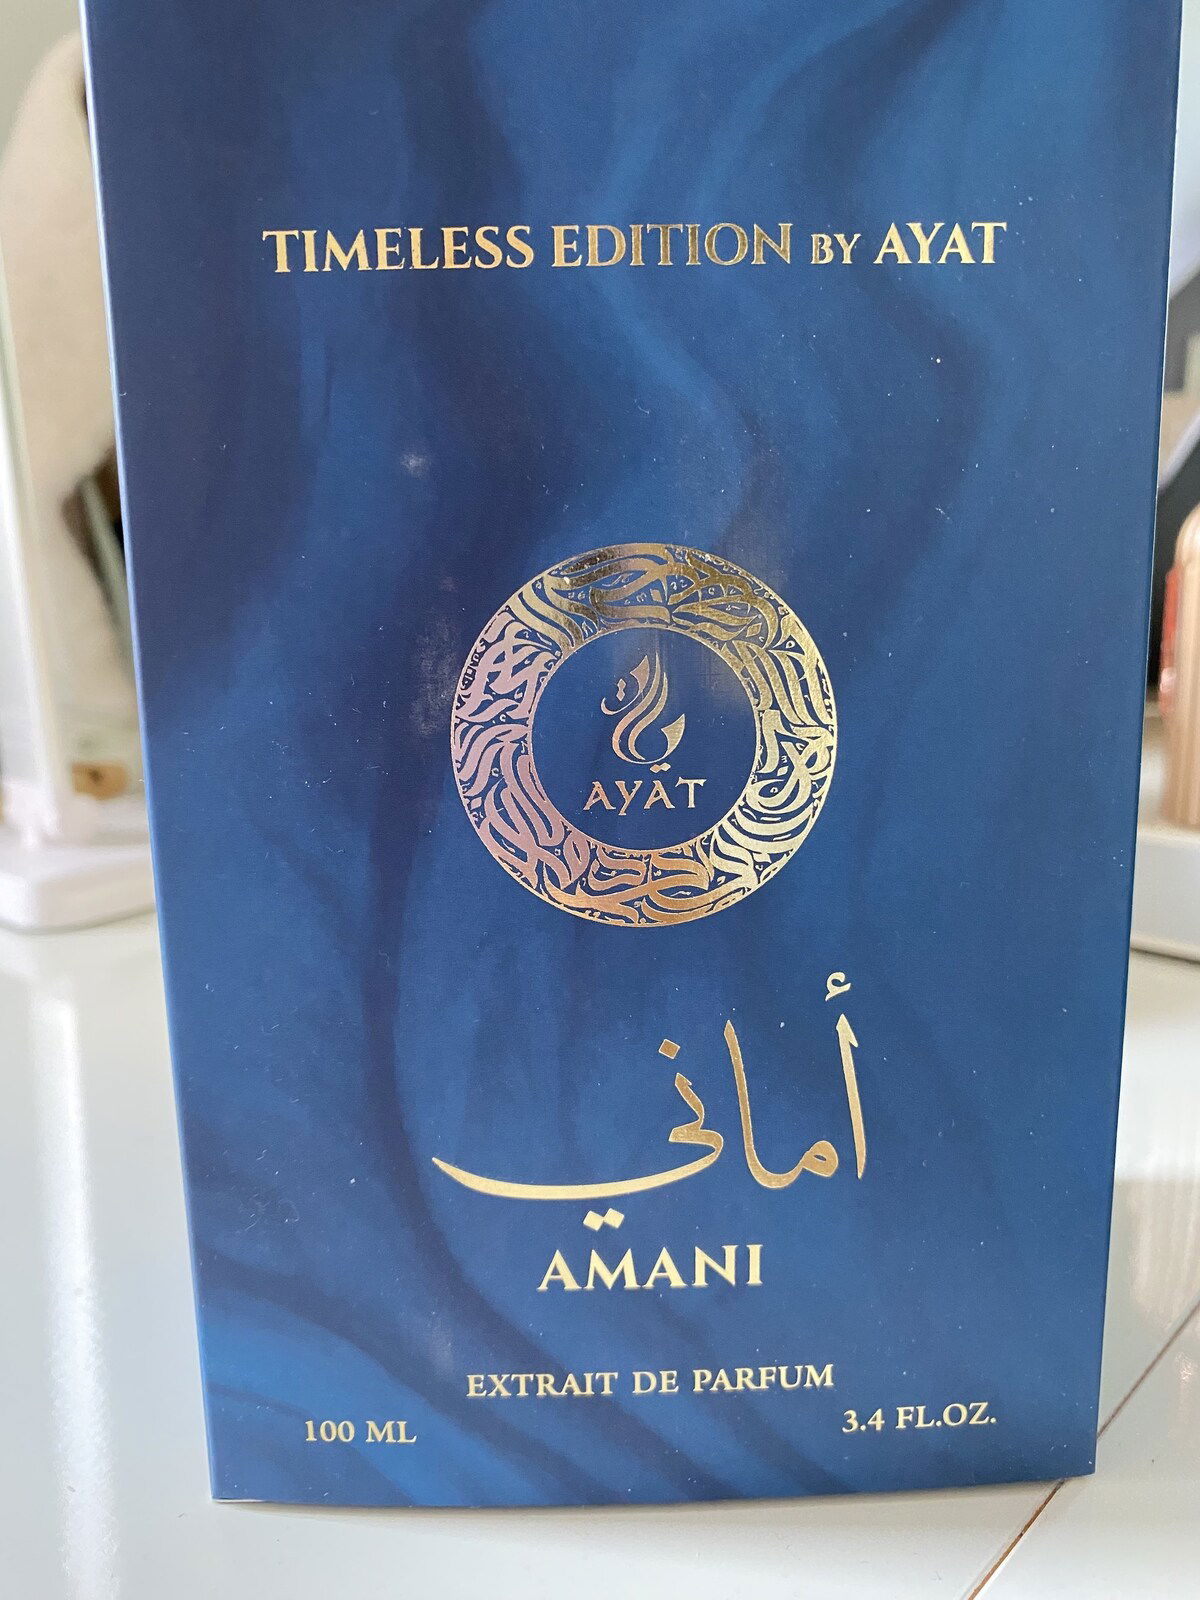 TIMELESS EDITION BY AYAT
AYAT
أماني
AMANI
EXTRAIT DE PARFUM
100 ML
3.4 FL.OZ.